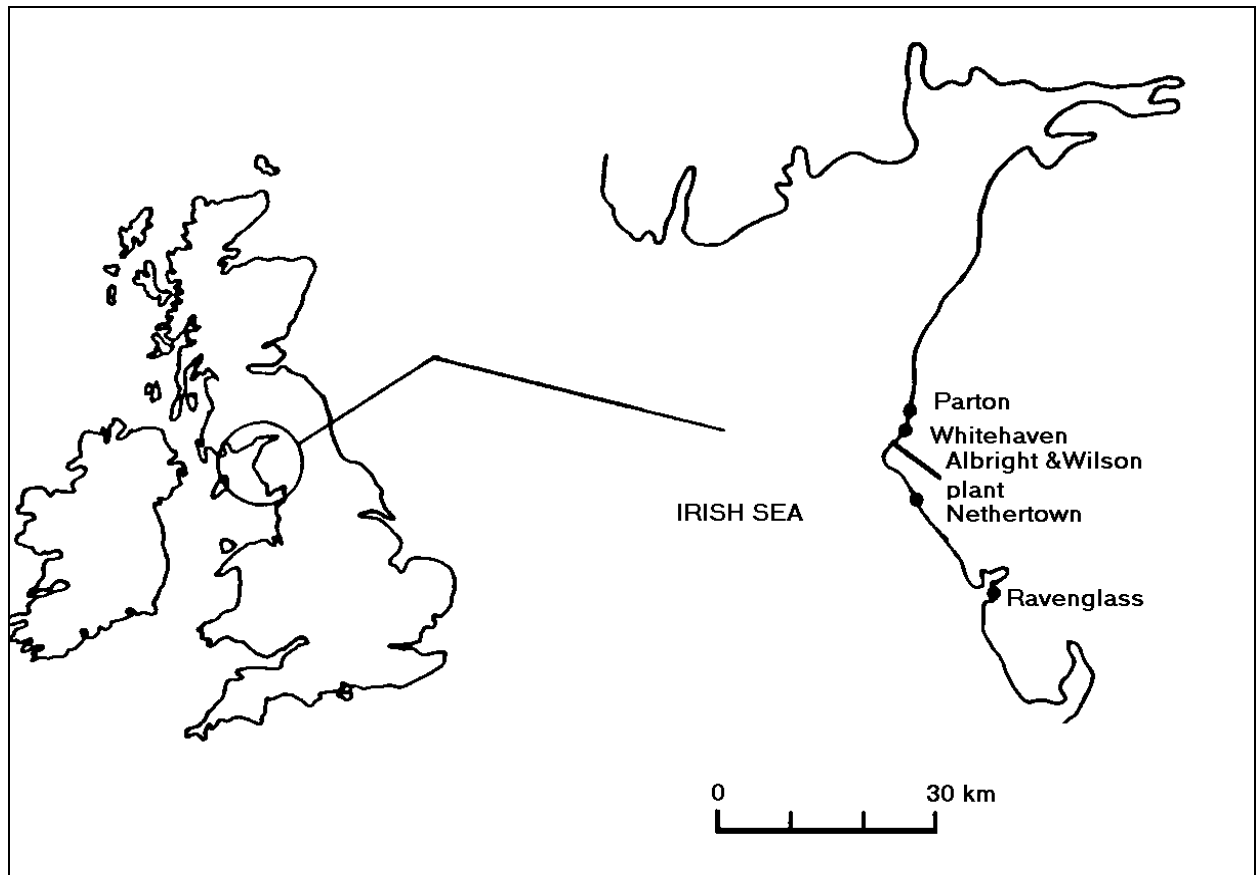 Parton
Whitehaven
Albright &Wilson
plant
Nethertown
IRISH SEA
Ravenglass
0 30 km